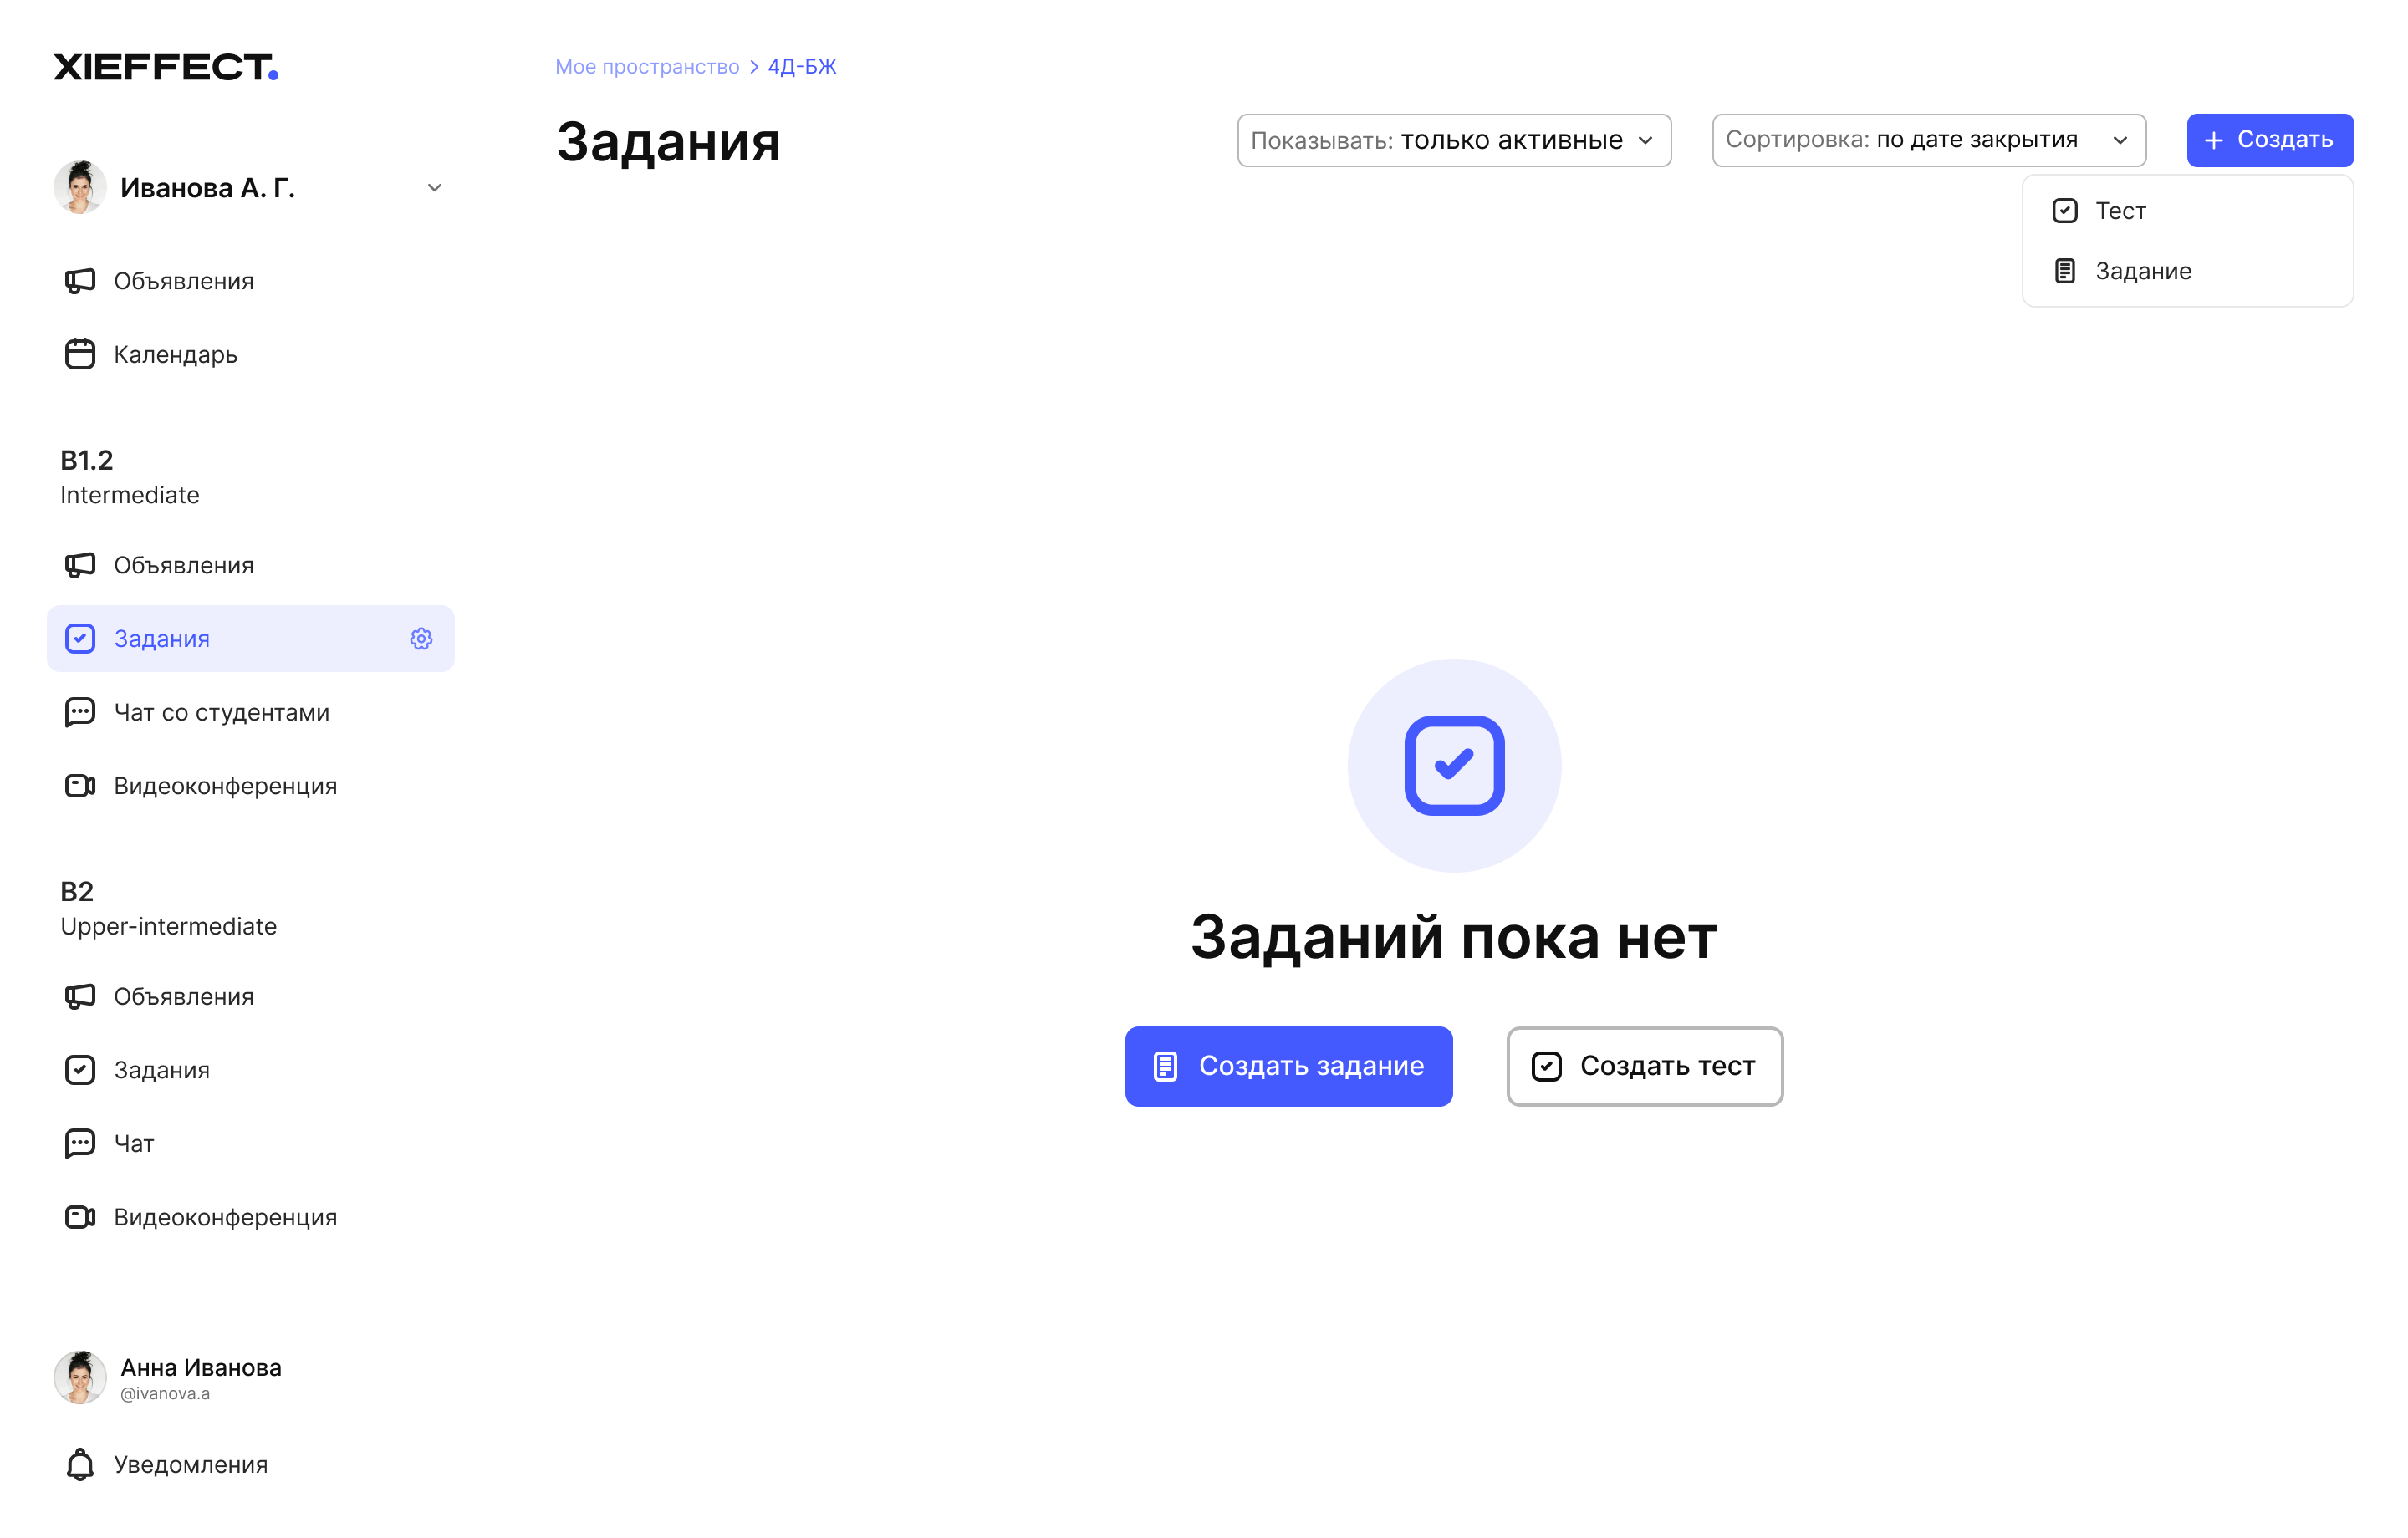 XIEFFECT.
Иванова А. Г.
Объявления
Календарь
B1.2
Intermediate
Объявления
Задания
Чат со студентами
Видеоконференция
B2
Upper-intermediate
Объявления
Задания
Чат
Видеоконференция
Анна Иванова
@ivanova.a
Уведомления
Мое пространство > 4Д-БЖ
Задания
Показывать: только активные
Сортировка: по дате закрытия
+ Создать
Тест
Задание
Заданий пока нет
Создать задание
Создать тест